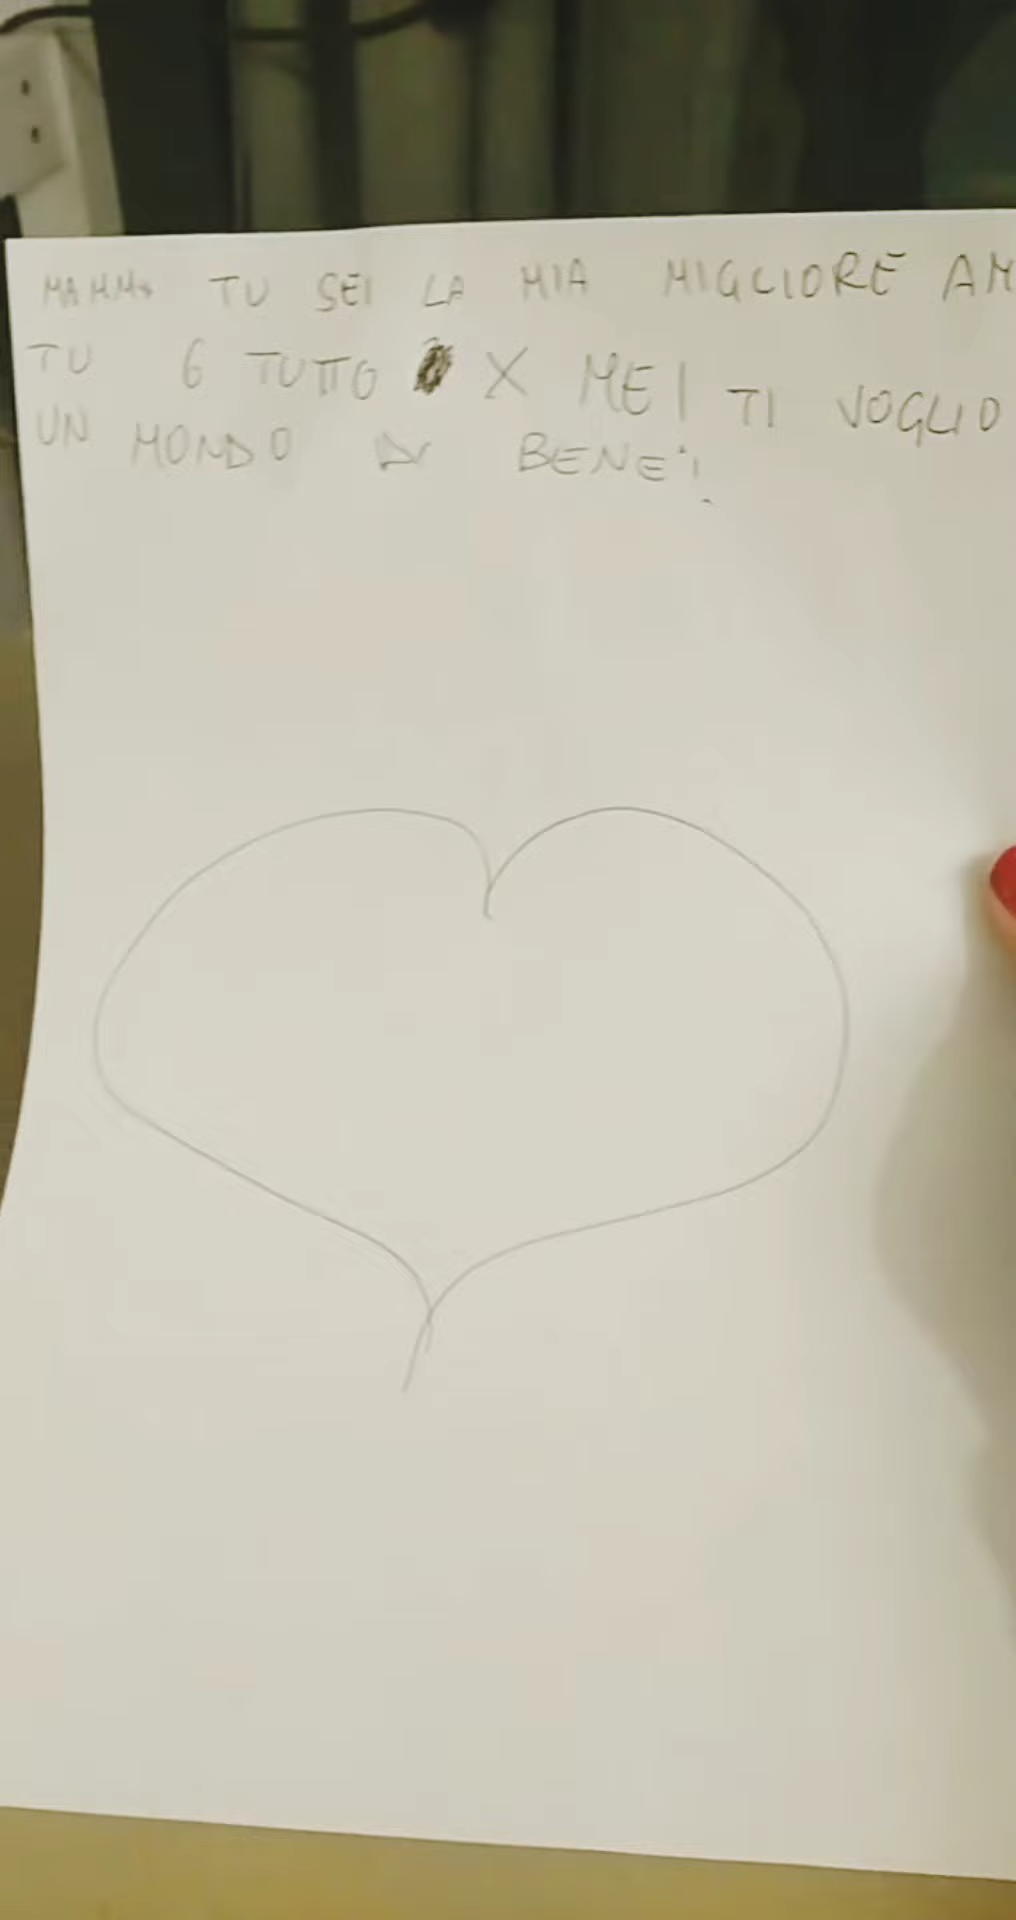 MAMMA TU SEI LA MIA MIGLIORE AM
TU 6 TUTTO X ME! TI VOGLIO
UN MONDO DI BENE!